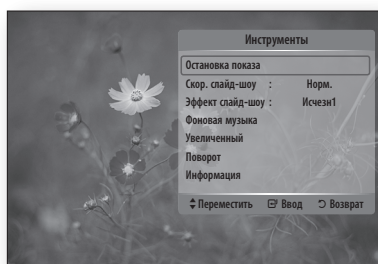 Инструменты
Остановка показа
Скор. слайд-шоу : Норм.
Эффект слайд-шоу : Исчезн1
Фоновая музыка
Увеличенный
Поворот
Информация
Переместить Ввод Возврат